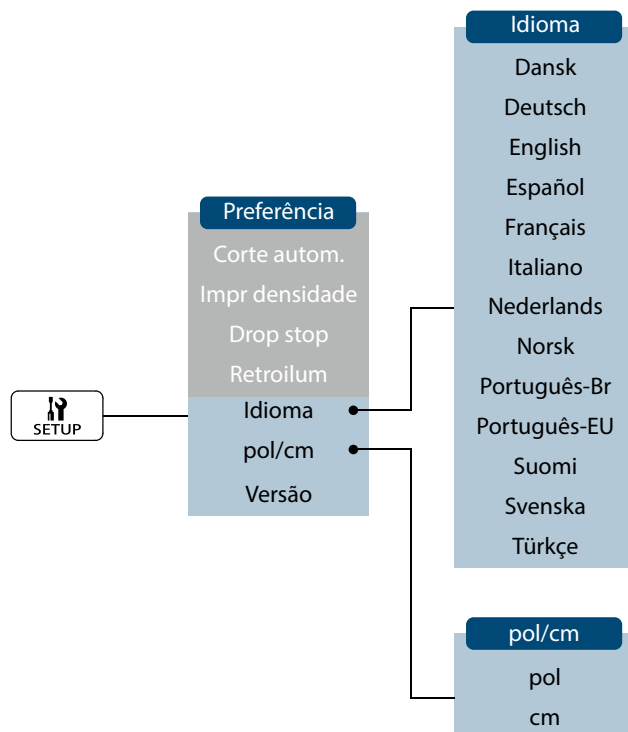 SETUP
Preferência
Corte autom.
Impr densidade
Drop stop
Retroilum
Idioma
pol/cm
Versão
Idioma
Dansk
Deutsch
English
Español
Français
Italiano
Nederlands
Norsk
Português-Br
Português-EU
Suomi
Svenska
Türkçe
pol/cm
pol
cm